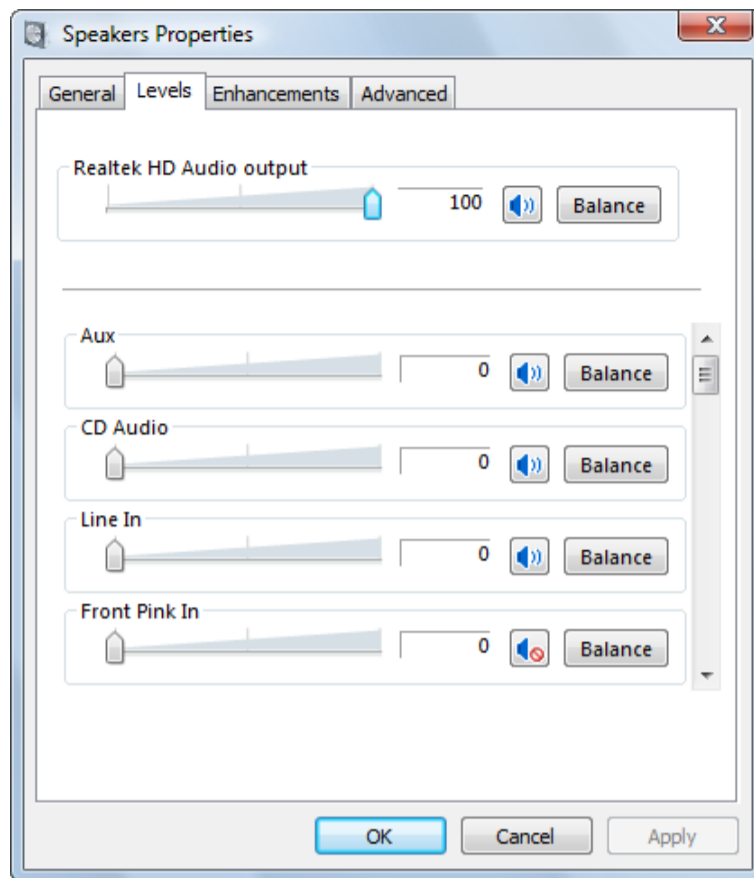 Speakers Properties
General Levels Enhancements Advanced
Realtek HD Audio output
100 Balance
Aux
0 Balance
CD Audio
0 Balance
Line In
0 Balance
Front Pink In
0 Balance
OK Cancel Apply